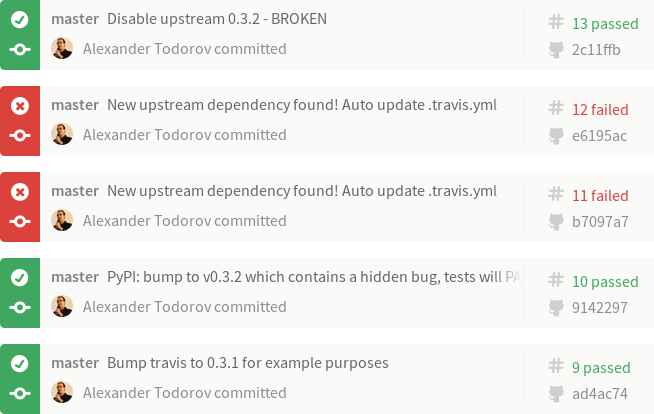 master Disable upstream 0.3.2 - BROKEN
# 13 passed
Alexander Todorov committed
2c11ffb
master New upstream dependency found! Auto update .travis.yml
# 12 failed
Alexander Todorov committed
e6195ac
master New upstream dependency found! Auto update .travis.yml
# 11 failed
Alexander Todorov committed
b7097a7
master PyPI: bump to v0.3.2 which contains a hidden bug, tests will PA
# 10 passed
Alexander Todorov committed
9142297
master Bump travis to 0.3.1 for example purposes
# 9 passed
Alexander Todorov committed
ad4ac74